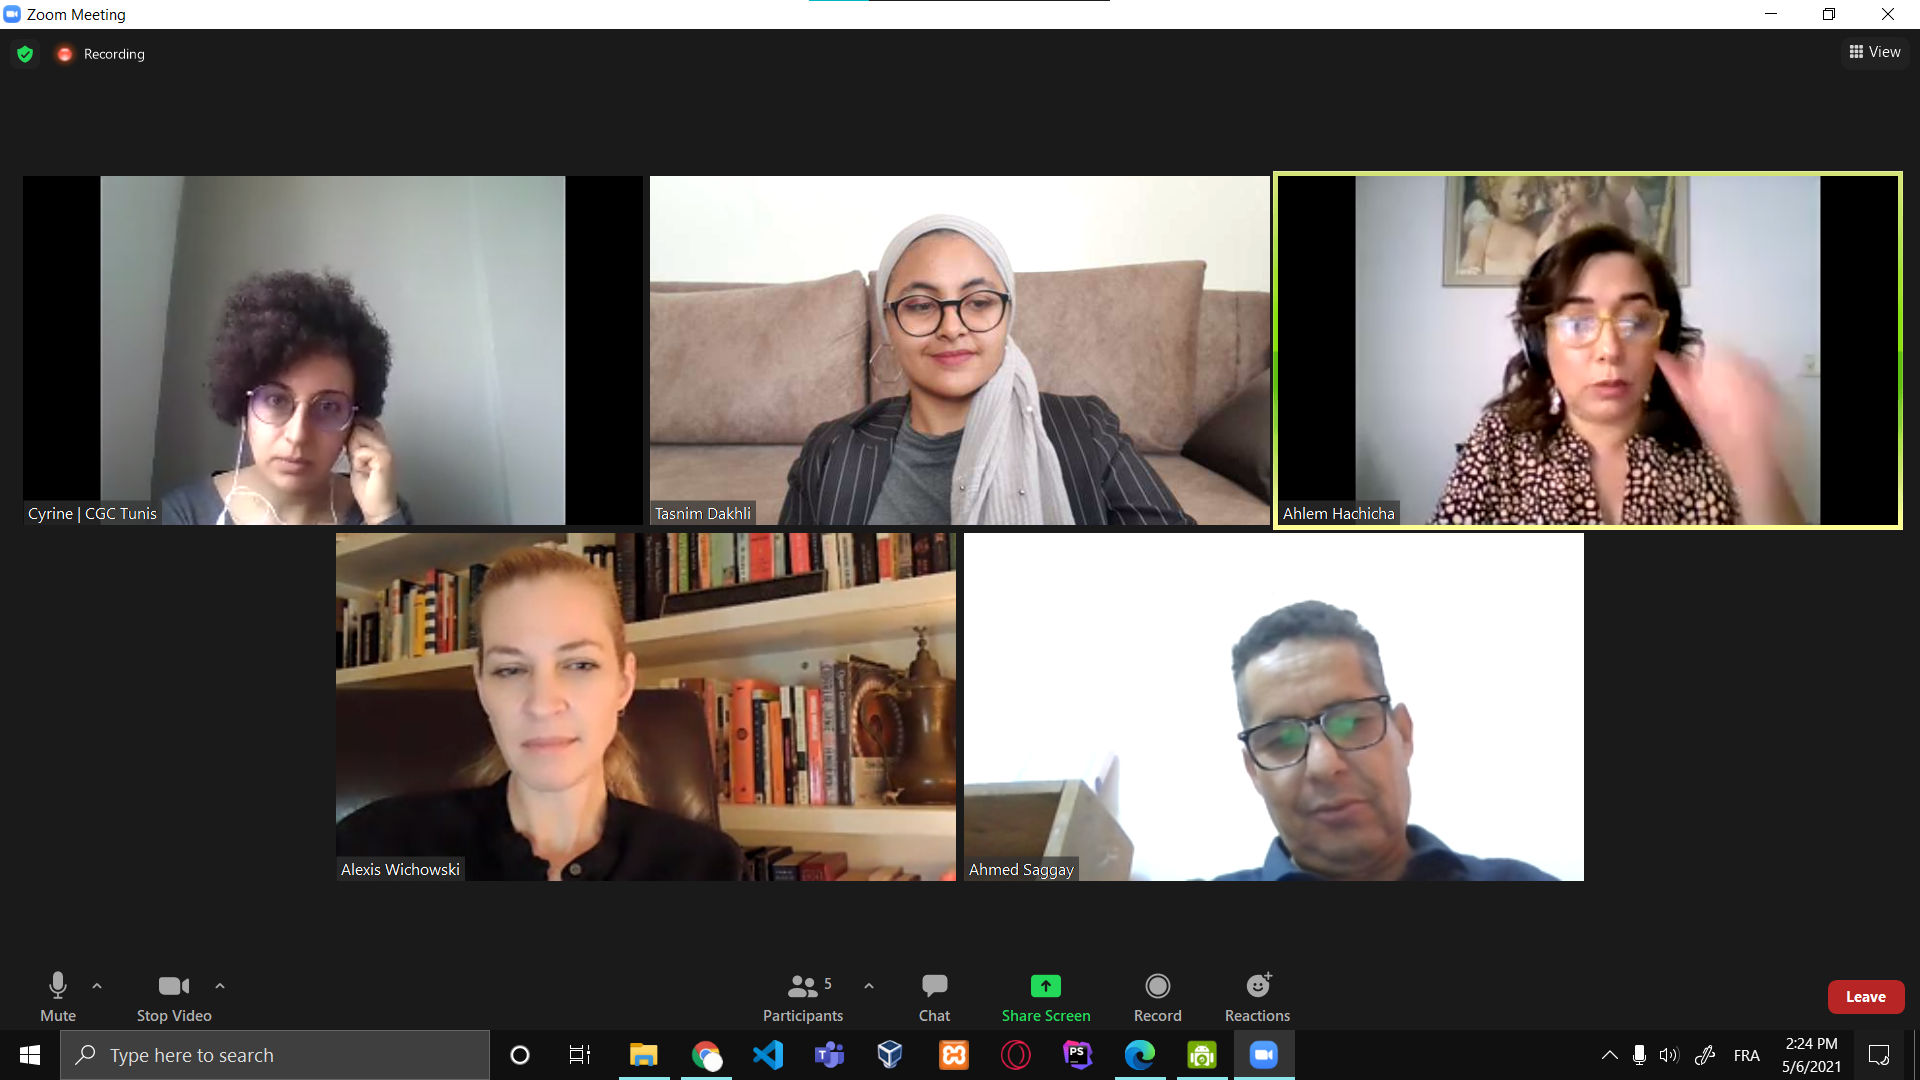 Zoom Meeting
Recording
View
Cyrine | CGC Tunis
Tasnim Dakhli
Ahlem Hachicha
Alexis Wichowski
Ahmed Saggay
Mute
Stop Video
5
Participants
Chat
Share Screen
Record
Reactions
Leave
Type here to search
T
PS
FRA
2:24 PM
5/6/2021